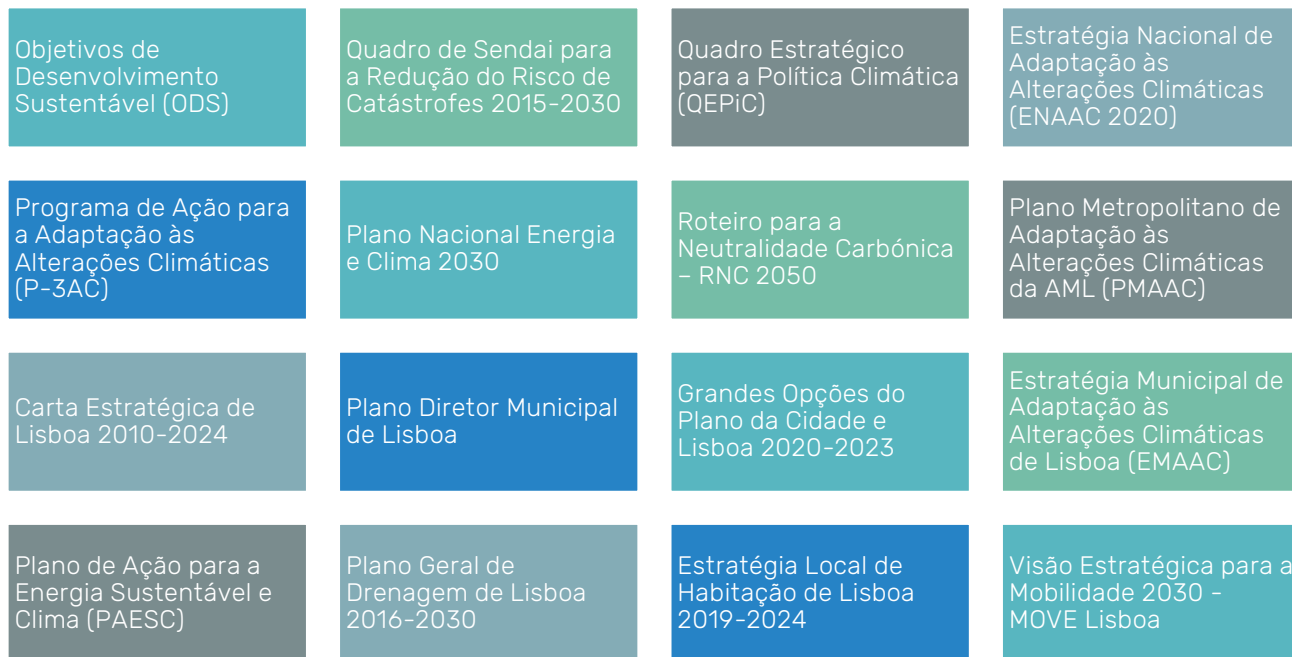 Objetivos de
Desenvolvimento
Sustentável (ODS)
Quadro de Sendai para
a Redução do Risco de
Catástrofes 2015-2030
Quadro Estratégico
para a Política Climática
(QEPiC)
Estratégia Nacional de
Adaptação às
Alterações Climáticas
(ENAAC 2020)
Programa de Ação para
a Adaptação às
Alterações Climáticas
(P-3AC)
Plano Nacional Energia
e Clima 2030
Roteiro para a
Neutralidade Carbónica
– RNC 2050
Plano Metropolitano de
Adaptação às
Alterações Climáticas
da AML (PMAAC)
Carta Estratégica de
Lisboa 2010-2024
Plano Diretor Municipal
de Lisboa
Grandes Opções do
Plano da Cidade e
Lisboa 2020-2023
Estratégia Municipal de
Adaptação às
Alterações Climáticas
de Lisboa (EMAAC)
Plano de Ação para a
Energia Sustentável e
Clima (PAESC)
Plano Geral de
Drenagem de Lisboa
2016-2030
Estratégia Local de
Habitação de Lisboa
2019-2024
Visão Estratégica para a
Mobilidade 2030 -
MOVE Lisboa